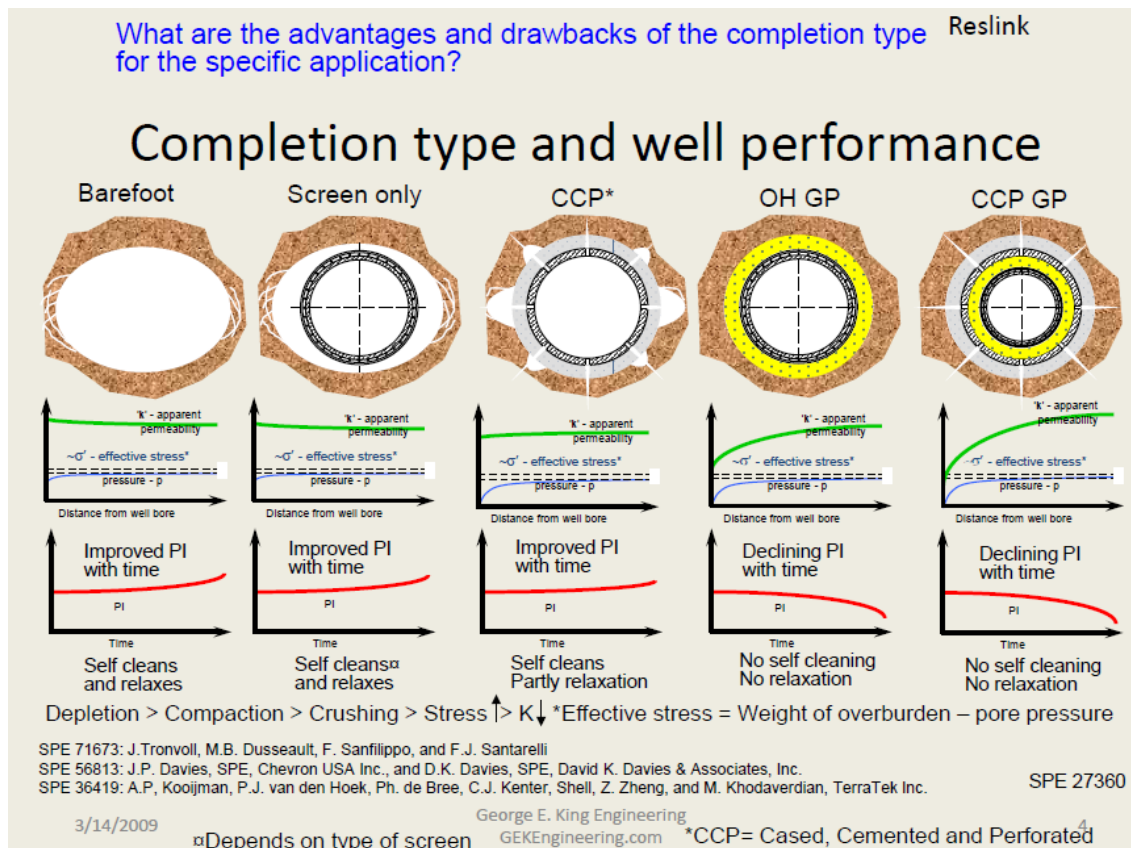 What are the advantages and drawbacks of the completion type
for the specific application?
Reslink
Completion type and well performance
Barefoot
Screen only
CCP*
OH GP
CCP GP
'k' - apparent
permeability
~σ' - effective stress*
pressure - p
Distance from well bore
'k' - apparent
permeability
~σ' - effective stress*
pressure - p
Distance from well bore
'k' - apparent
permeability
~σ' - effective stress*
pressure - p
Distance from well bore
'k' - apparent
permeability
~σ' - effective stress*
pressure - p
Distance from well bore
'k' - apparent
permeability
~σ' - effective stress*
pressure - p
Distance from well bore
Improved PI
with time
PI
Time
Self cleans
and relaxes
Improved PI
with time
PI
Time
Self cleans¤
and relaxes
Improved PI
with time
PI
Time
Self cleans
Partly relaxation
Declining PI
with time
PI
Time
No self cleaning
No relaxation
Declining PI
with time
PI
Time
No self cleaning
No relaxation
Depletion > Compaction > Crushing > Stress ↑> K↓ *Effective stress = Weight of overburden – pore pressure
SPE 71673: J.Tronvoll, M.B. Dusseault, F. Sanfilippo, and F.J. Santarelli
SPE 56813: J.P. Davies, SPE, Chevron USA Inc., and D.K. Davies, SPE, David K. Davies & Associates, Inc.
SPE 36419: A.P, Kooijman, P.J. van den Hoek, Ph. de Bree, C.J. Kenter, Shell, Z. Zheng, and M. Khodaverdian, TerraTek Inc.
SPE 27360
3/14/2009
George E. King Engineering
GEKEngineering.com
4
¤Depends on type of screen
*CCP= Cased, Cemented and Perforated